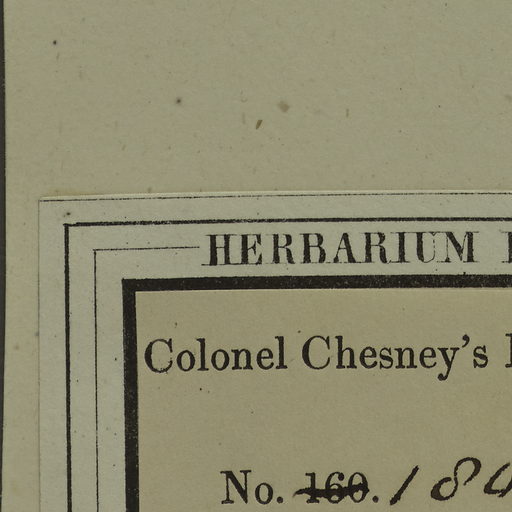 HERBARIUM
Colonel Chesney's
No. 160. 184